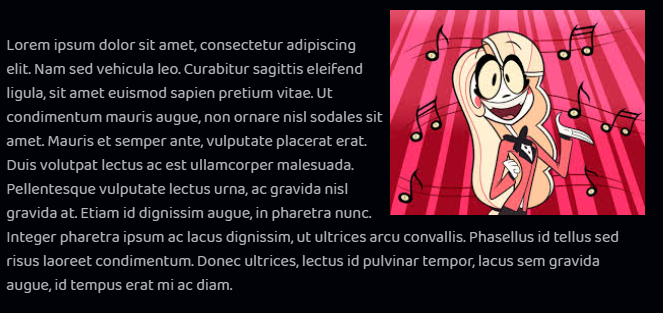 Lorem ipsum dolor sit amet, consectetur adipiscing
elit. Nam sed vehicula leo. Curabitur sagittis eleifend
ligula, sit amet euismod sapien pretium vitae. Ut
condimentum mauris augue, non ornare nisl sodales sit
amet. Mauris et semper ante, vulputate placerat erat.
Duis volutpat lectus ac est ullamcorper malesuada.
Pellentesque vulputate lectus urna, ac gravida nisl
gravida at. Etiam id dignissim augue, in pharetra nunc.
Integer pharetra ipsum ac lacus dignissim, ut ultrices arcu convallis. Phasellus id tellus sed
risus laoreet condimentum. Donec ultrices, lectus id pulvinar tempor, lacus sem gravida
augue, id tempus erat mi ac diam.